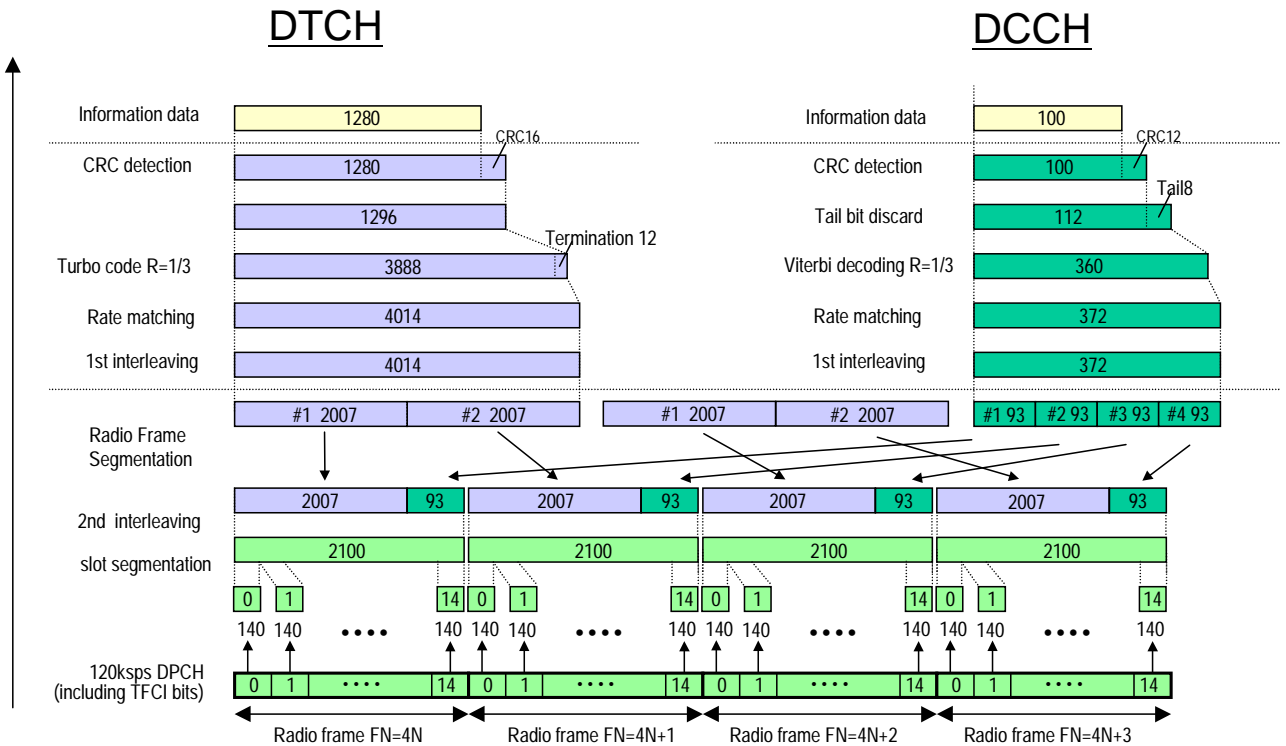 DTCH DCCH
Information data 1280 Information data 100
CRC16 CRC12
CRC detection 1280 CRC detection 100
Tail8
1296 Tail bit discard 112
Termination 12
Turbo code R=1/3 3888 Viterbi decoding R=1/3 360
Rate matching 4014 Rate matching 372
1st interleaving 4014 1st interleaving 372
#1 2007 #2 2007 #1 2007 #2 2007 #1 93 #2 93 #3 93 #4 93
Radio Frame
Segmentation
2007 93 2007 93 2007 93 2007 93
2nd interleaving
2100 2100 2100 2100
slot segmentation
0 1 14 0 1 14 0 1 14 0 1 14
140 140 •••• 140 140 140 •••• 140 140 140 •••• 140 140 140 •••• 140
120ksps DPCH
(including TFCI bits)
0 1 •••• 14 0 1 •••• 14 0 1 •••• 14 0 1 •••• 14
Radio frame FN=4N Radio frame FN=4N+1 Radio frame FN=4N+2 Radio frame FN=4N+3